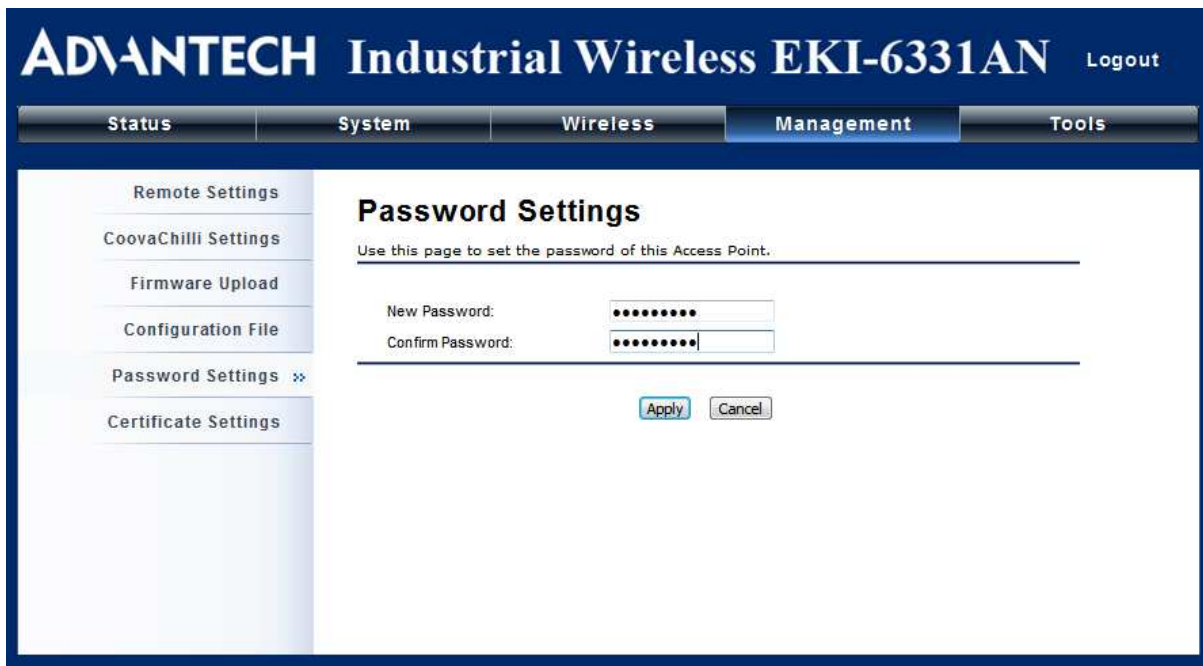 ADVANTECH Industrial Wireless EKI-6331AN Logout
Status System Wireless Management Tools
Remote Settings
CoovaChilli Settings
Firmware Upload
Configuration File
Password Settings »
Certificate Settings
Password Settings
Use this page to set the password of this Access Point.
New Password: •••••••••
Confirm Password: •••••••••
Apply Cancel